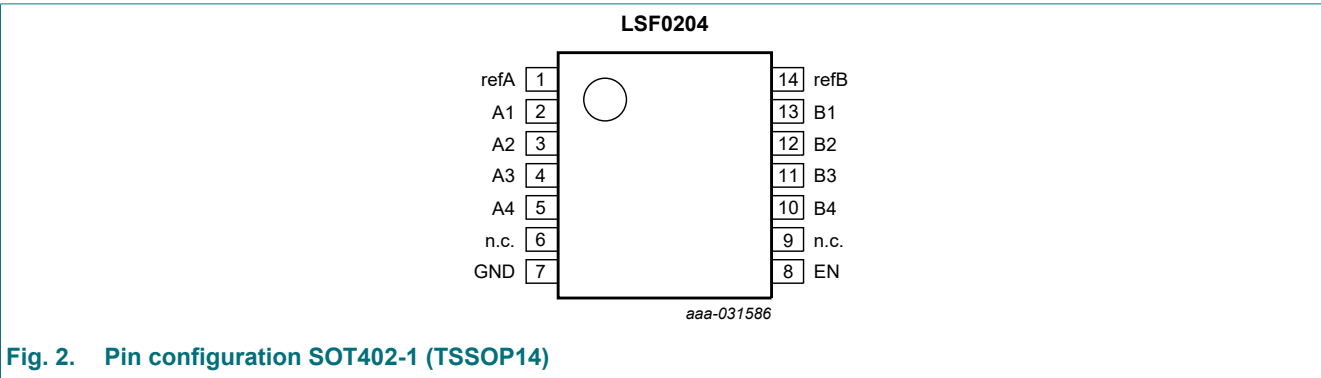 LSF0204
refA 1 14 refB
A1 2 13 B1
A2 3 12 B2
A3 4 11 B3
A4 5 10 B4
n.c. 6 9 n.c.
GND 7 8 EN
aaa-031586
Fig. 2. Pin configuration SOT402-1 (TSSOP14)